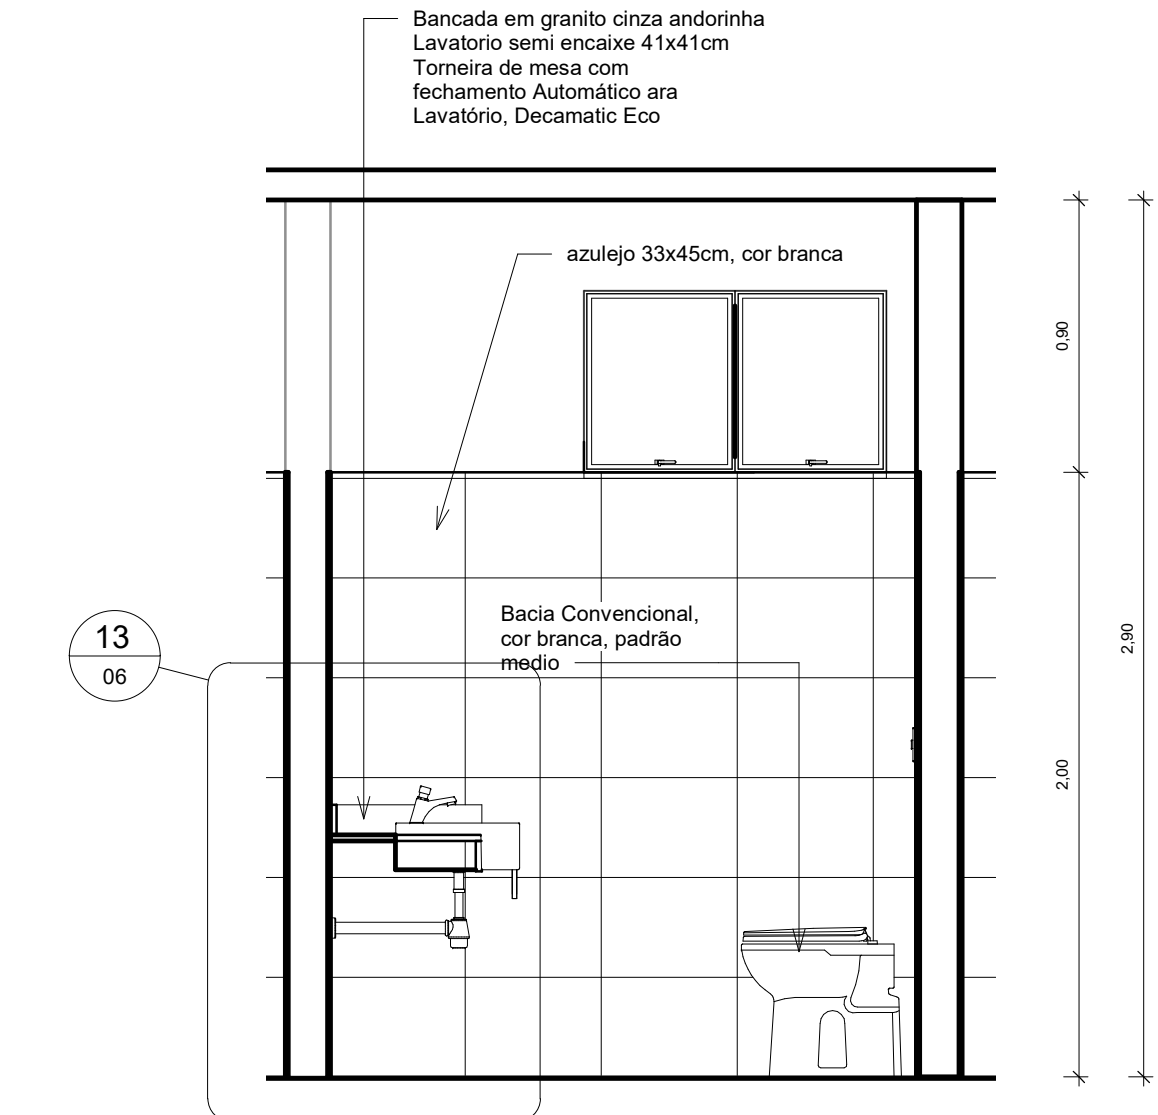 Bancada em granito cinza andorinha
Lavatorio semi encaixe 41x41cm
Torneira de mesa com
fechamento Automático ara
Lavatório, Decamatic Eco
azulejo 33x45cm, cor branca
0,90
2,90
Bacia Convencional,
cor branca, padrão
medio
13
06
2,00